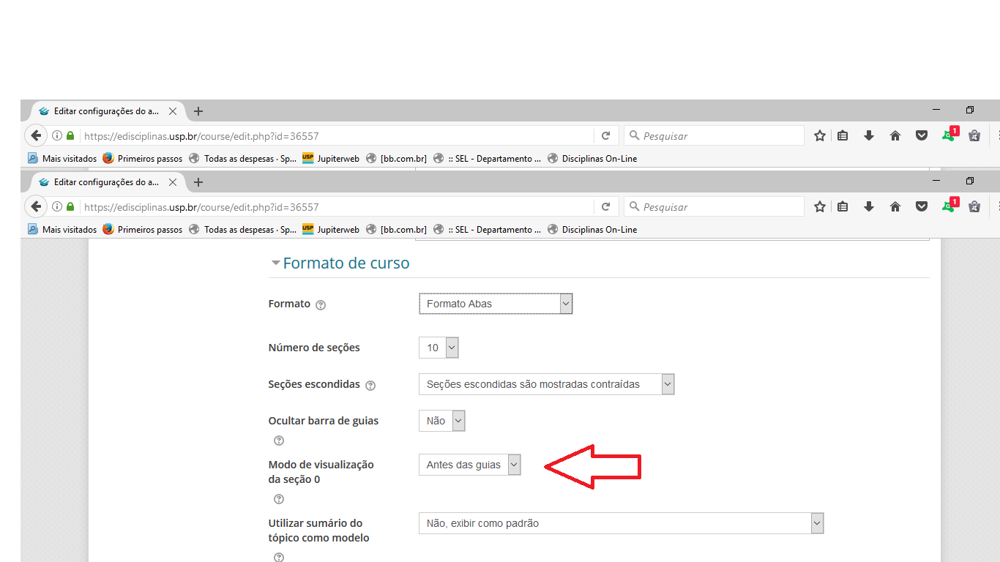 Editar configurações do a...
https://edisciplinas.usp.br/course/edit.php?id=36557
Pesquisar
1
Mais visitados Primeiros passos Todas as despesas · Sp... USP Jupiterweb [bb.com.br] :: SEL - Departamento ... Disciplinas On-Line
Editar configurações do a...
https://edisciplinas.usp.br/course/edit.php?id=36557
Pesquisar
1
Mais visitados Primeiros passos Todas as despesas · Sp... USP Jupiterweb [bb.com.br] :: SEL - Departamento ... Disciplinas On-Line
Formato de curso
Formato ? Formato Abas
Número de seções 10
Seções escondidas ? Seções escondidas são mostradas contraídas
Ocultar barra de guias Não
?
Modo de visualização Antes das guias
da seção 0
?
Utilizar sumário do Não, exibir como padrão
tópico como modelo
?